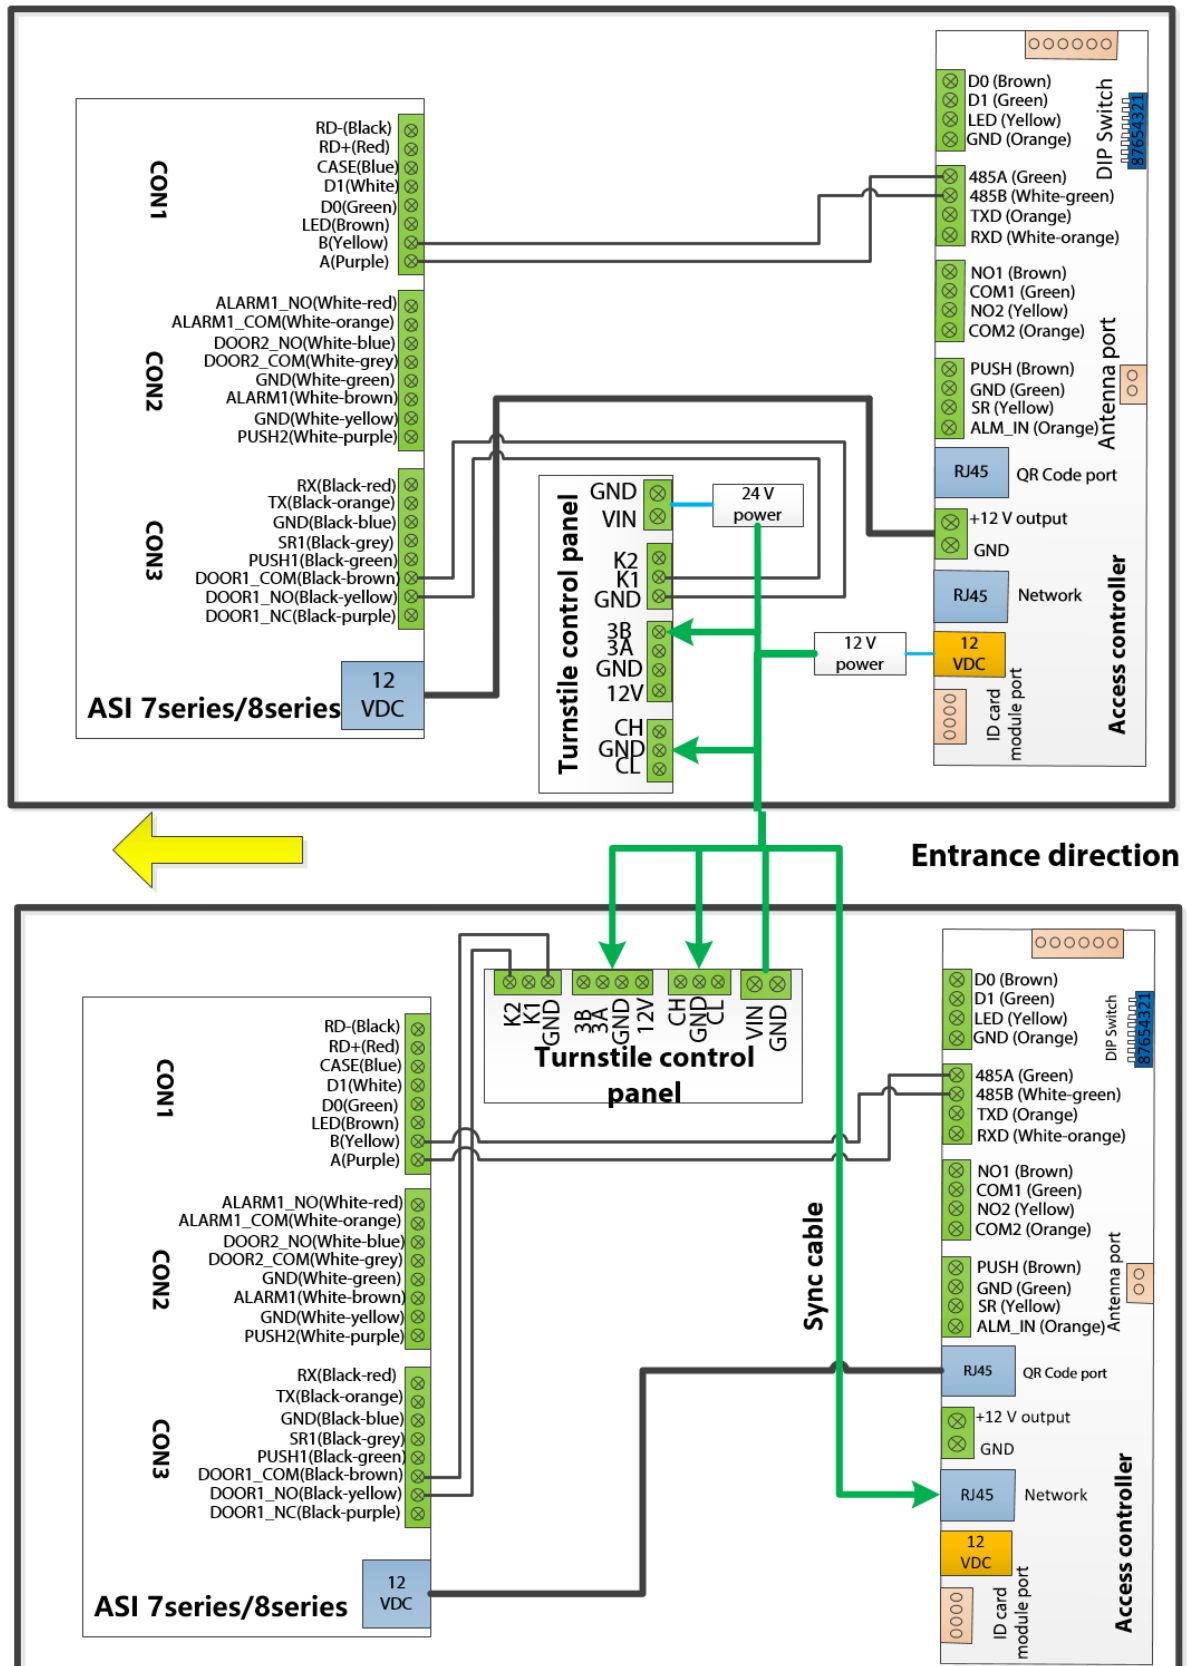 RD-(Black)
RD+(Red)
CASE(Blue)
D1(White)
D0(Green)
LED(Brown)
B(Yellow)
A(Purple)
CON1
ALARM1_NO(White-red)
ALARM1_COM(White-orange)
DOOR2_NO(White-blue)
DOOR2_COM(White-grey)
GND(White-green)
ALARM1(White-brown)
GND(White-yellow)
PUSH2(White-purple)
CON2
RX(Black-red)
TX(Black-orange)
GND(Black-blue)
SR1(Black-grey)
PUSH1(Black-green)
DOOR1_COM(Black-brown)
DOOR1_NO(Black-yellow)
DOOR1_NC(Black-purple)
CON3
12
VDC
ASI 7series/8series
GND
VIN
K2
K1
GND
3B
3A
GND
12V
CH
GND
CL
Turnstile control panel
24 V
power
12 V
power
D0 (Brown)
D1 (Green)
LED (Yellow)
GND (Orange)
DIP Switch
87654321
485A (Green)
485B (White-green)
TXD (Orange)
RXD (White-orange)
NO1 (Brown)
COM1 (Green)
NO2 (Yellow)
COM2 (Orange)
PUSH (Brown)
GND (Green)
SR (Yellow)
ALM_IN (Orange)
Antenna port
RJ45
QR Code port
+12 V output
GND
RJ45
Network
12
VDC
ID card
module port
Access controller
Entrance direction
K2
K1
GND
3B
3A
GND
12V
CH
GND
CL
VIN
GND
Turnstile control
panel
RD-(Black)
RD+(Red)
CASE(Blue)
D1(White)
D0(Green)
LED(Brown)
B(Yellow)
A(Purple)
CON1
ALARM1_NO(White-red)
ALARM1_COM(White-orange)
DOOR2_NO(White-blue)
DOOR2_COM(White-grey)
GND(White-green)
ALARM1(White-brown)
GND(White-yellow)
PUSH2(White-purple)
CON2
RX(Black-red)
TX(Black-orange)
GND(Black-blue)
SR1(Black-grey)
PUSH1(Black-green)
DOOR1_COM(Black-brown)
DOOR1_NO(Black-yellow)
DOOR1_NC(Black-purple)
CON3
12
VDC
ASI 7series/8series
Sync cable
D0 (Brown)
D1 (Green)
LED (Yellow)
GND (Orange)
DIP Switch
87654321
485A (Green)
485B (White-green)
TXD (Orange)
RXD (White-orange)
NO1 (Brown)
COM1 (Green)
NO2 (Yellow)
COM2 (Orange)
PUSH (Brown)
GND (Green)
SR (Yellow)
ALM_IN (Orange)
Antenna port
RJ45
QR Code port
+12 V output
GND
RJ45
Network
12
VDC
ID card
module port
Access controller